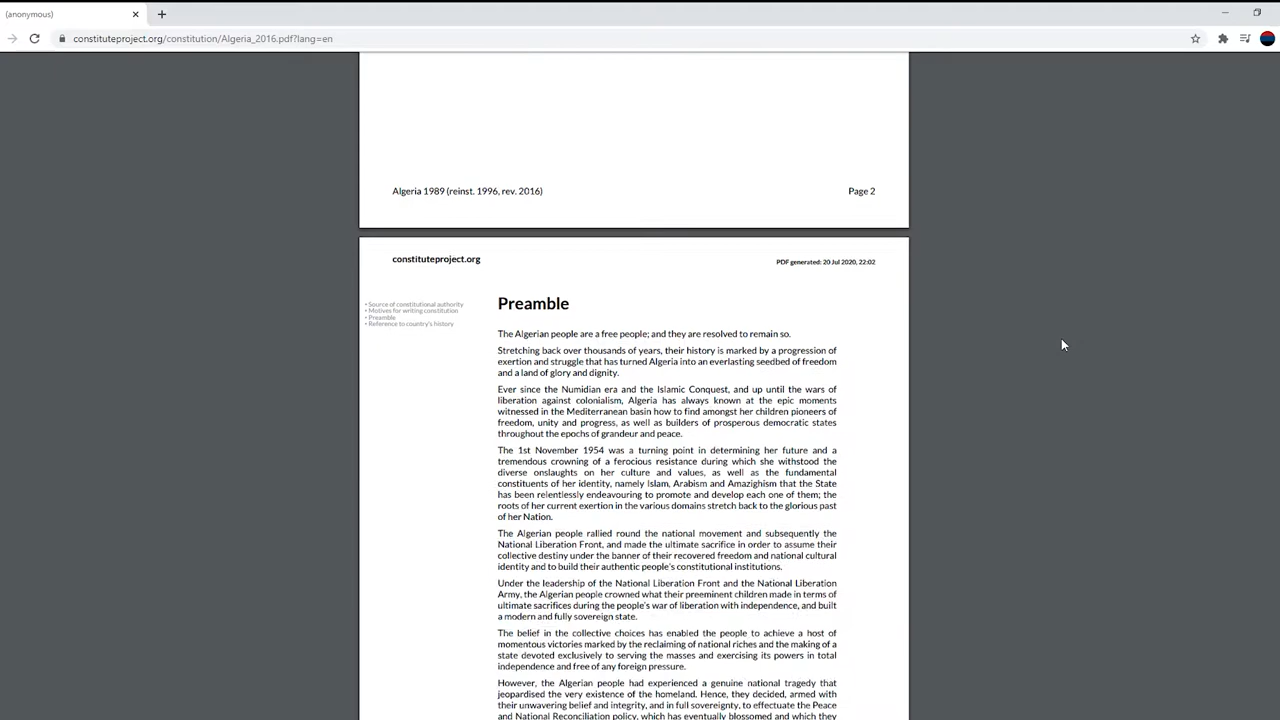 (anonymous)
constituteproject.org/constitution/Algeria_2016.pdf?lang=en
Algeria 1989 (reinst. 1996, rev. 2016)
Page 2
constituteproject.org
PDF generated: 20 Jul 2020, 22:02
• Source of constitutional authority
• Motives for writing constitution
• Preamble
• Reference to country's history
Preamble
The Algerian people are a free people; and they are resolved to remain so.
Stretching back over thousands of years, their history is marked by a progression of
exertion and struggle that has turned Algeria into an everlasting seedbed of freedom
and a land of glory and dignity.
Ever since the Numidian era and the Islamic Conquest, and up until the wars of
liberation against colonialism, Algeria has always known at the epic moments
witnessed in the Mediterranean basin how to find amongst her children pioneers of
freedom, unity and progress, as well as builders of prosperous democratic states
throughout the epochs of grandeur and peace.
The 1st November 1954 was a turning point in determining her future and a
tremendous crowning of a ferocious resistance during which she withstood the
diverse onslaughts on her culture and values, as well as the fundamental
constituents of her identity, namely Islam, Arabism and Amazighism that the State
has been relentlessly endeavouring to promote and develop each one of them; the
roots of her current exertion in the various domains stretch back to the glorious past
of her Nation.
The Algerian people rallied round the national movement and subsequently the
National Liberation Front, and made the ultimate sacrifice in order to assume their
collective destiny under the banner of their recovered freedom and national cultural
identity and to build their authentic people's constitutional institutions.
Under the leadership of the National Liberation Front and the National Liberation
Army, the Algerian people crowned what their preeminent children made in terms of
ultimate sacrifices during the people's war of liberation with independence, and built
a modern and fully sovereign state.
The belief in the collective choices has enabled the people to achieve a host of
momentous victories marked by the reclaiming of national riches and the making of a
state devoted exclusively to serving the masses and exercising its powers in total
independence and free of any foreign pressure.
However, the Algerian people had experienced a genuine national tragedy that
jeopardised the very existence of the homeland. Hence, they decided, armed with
their unwavering belief and integrity, and in full sovereignty, to effectuate the Peace
and National Reconciliation policy, which has eventually blossomed and which they